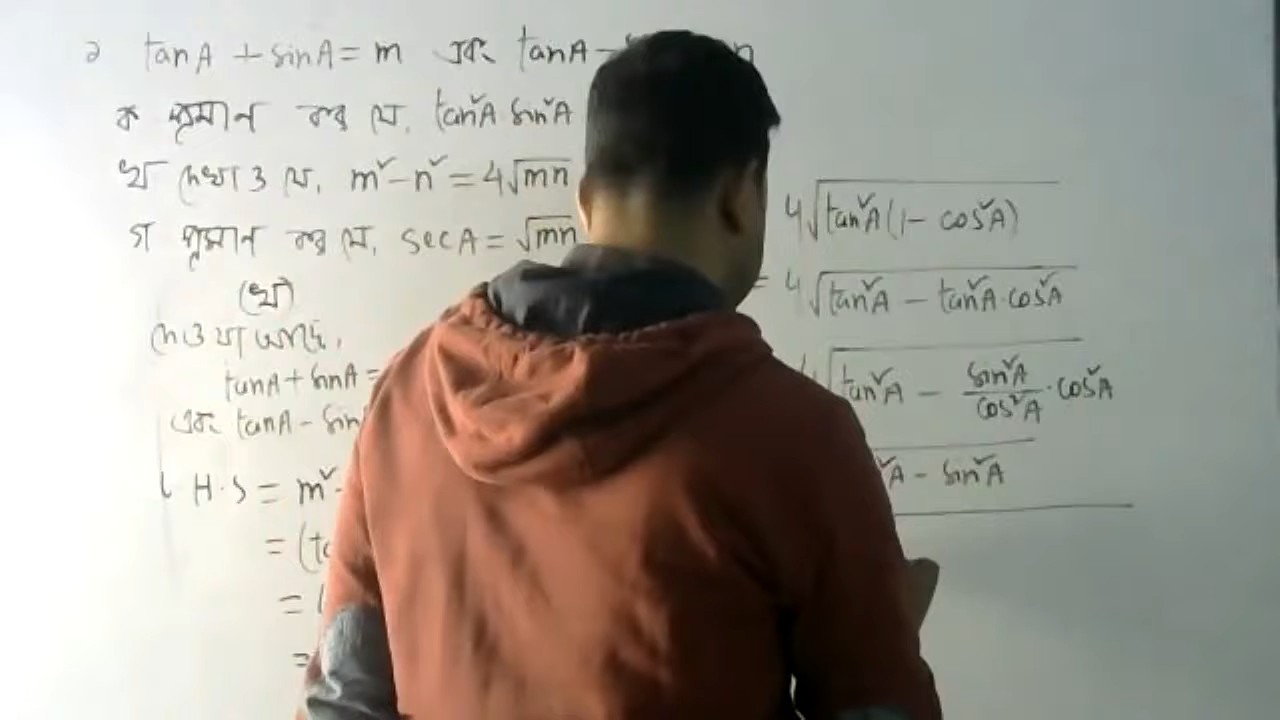 ২ tanA + sinA = m এবং tanA - n
ক প্রমান কর যে, tan²A sin²A
খ দেখাও যে, m² - n² = 4√mn
গ প্রমান কর যে, secA = √mn
(খ)
দেওয়া আছে,
tanA + sinA =
এবং tanA - sin
L.H.S = m² -
= (ta
= (
=
4√tan²A(1 - cos²A)
= 4√tan²A - tan²A·cos²A
√tan²A - sin²A/cos²A · cos²A
²A - sin²A